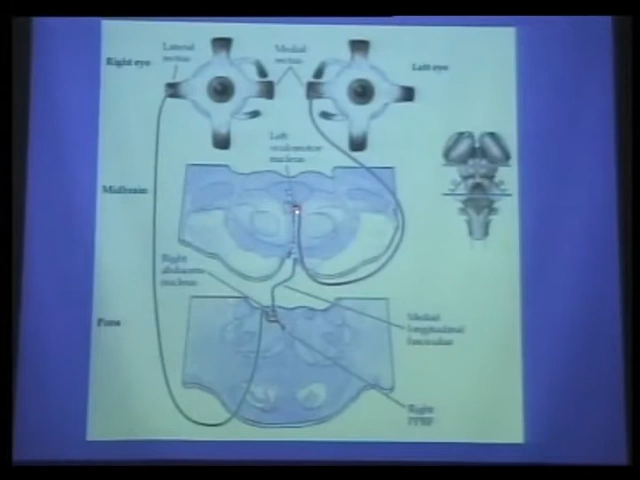 Right eye
Lateral
rectus
Medial
rectus
Left eye
Left
oculomotor
nucleus
Midbrain
Right
abducens
nucleus
Pons
Medial
longitudinal
fasciculus
Right
PPRF